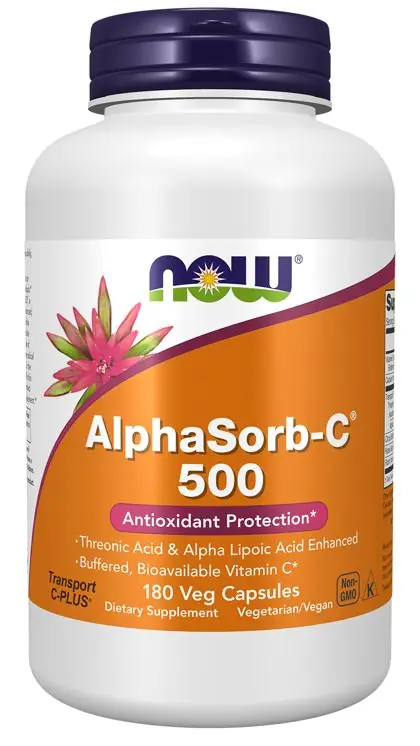 NOW®
AlphaSorb-C®
500
Antioxidant Protection*
•Threonic Acid & Alpha Lipoic Acid Enhanced
•Buffered, Bioavailable Vitamin C*
Transport
C-PLUS®
180 Veg Capsules
Dietary Supplement Vegetarian/Vegan
Non-
GMO
K